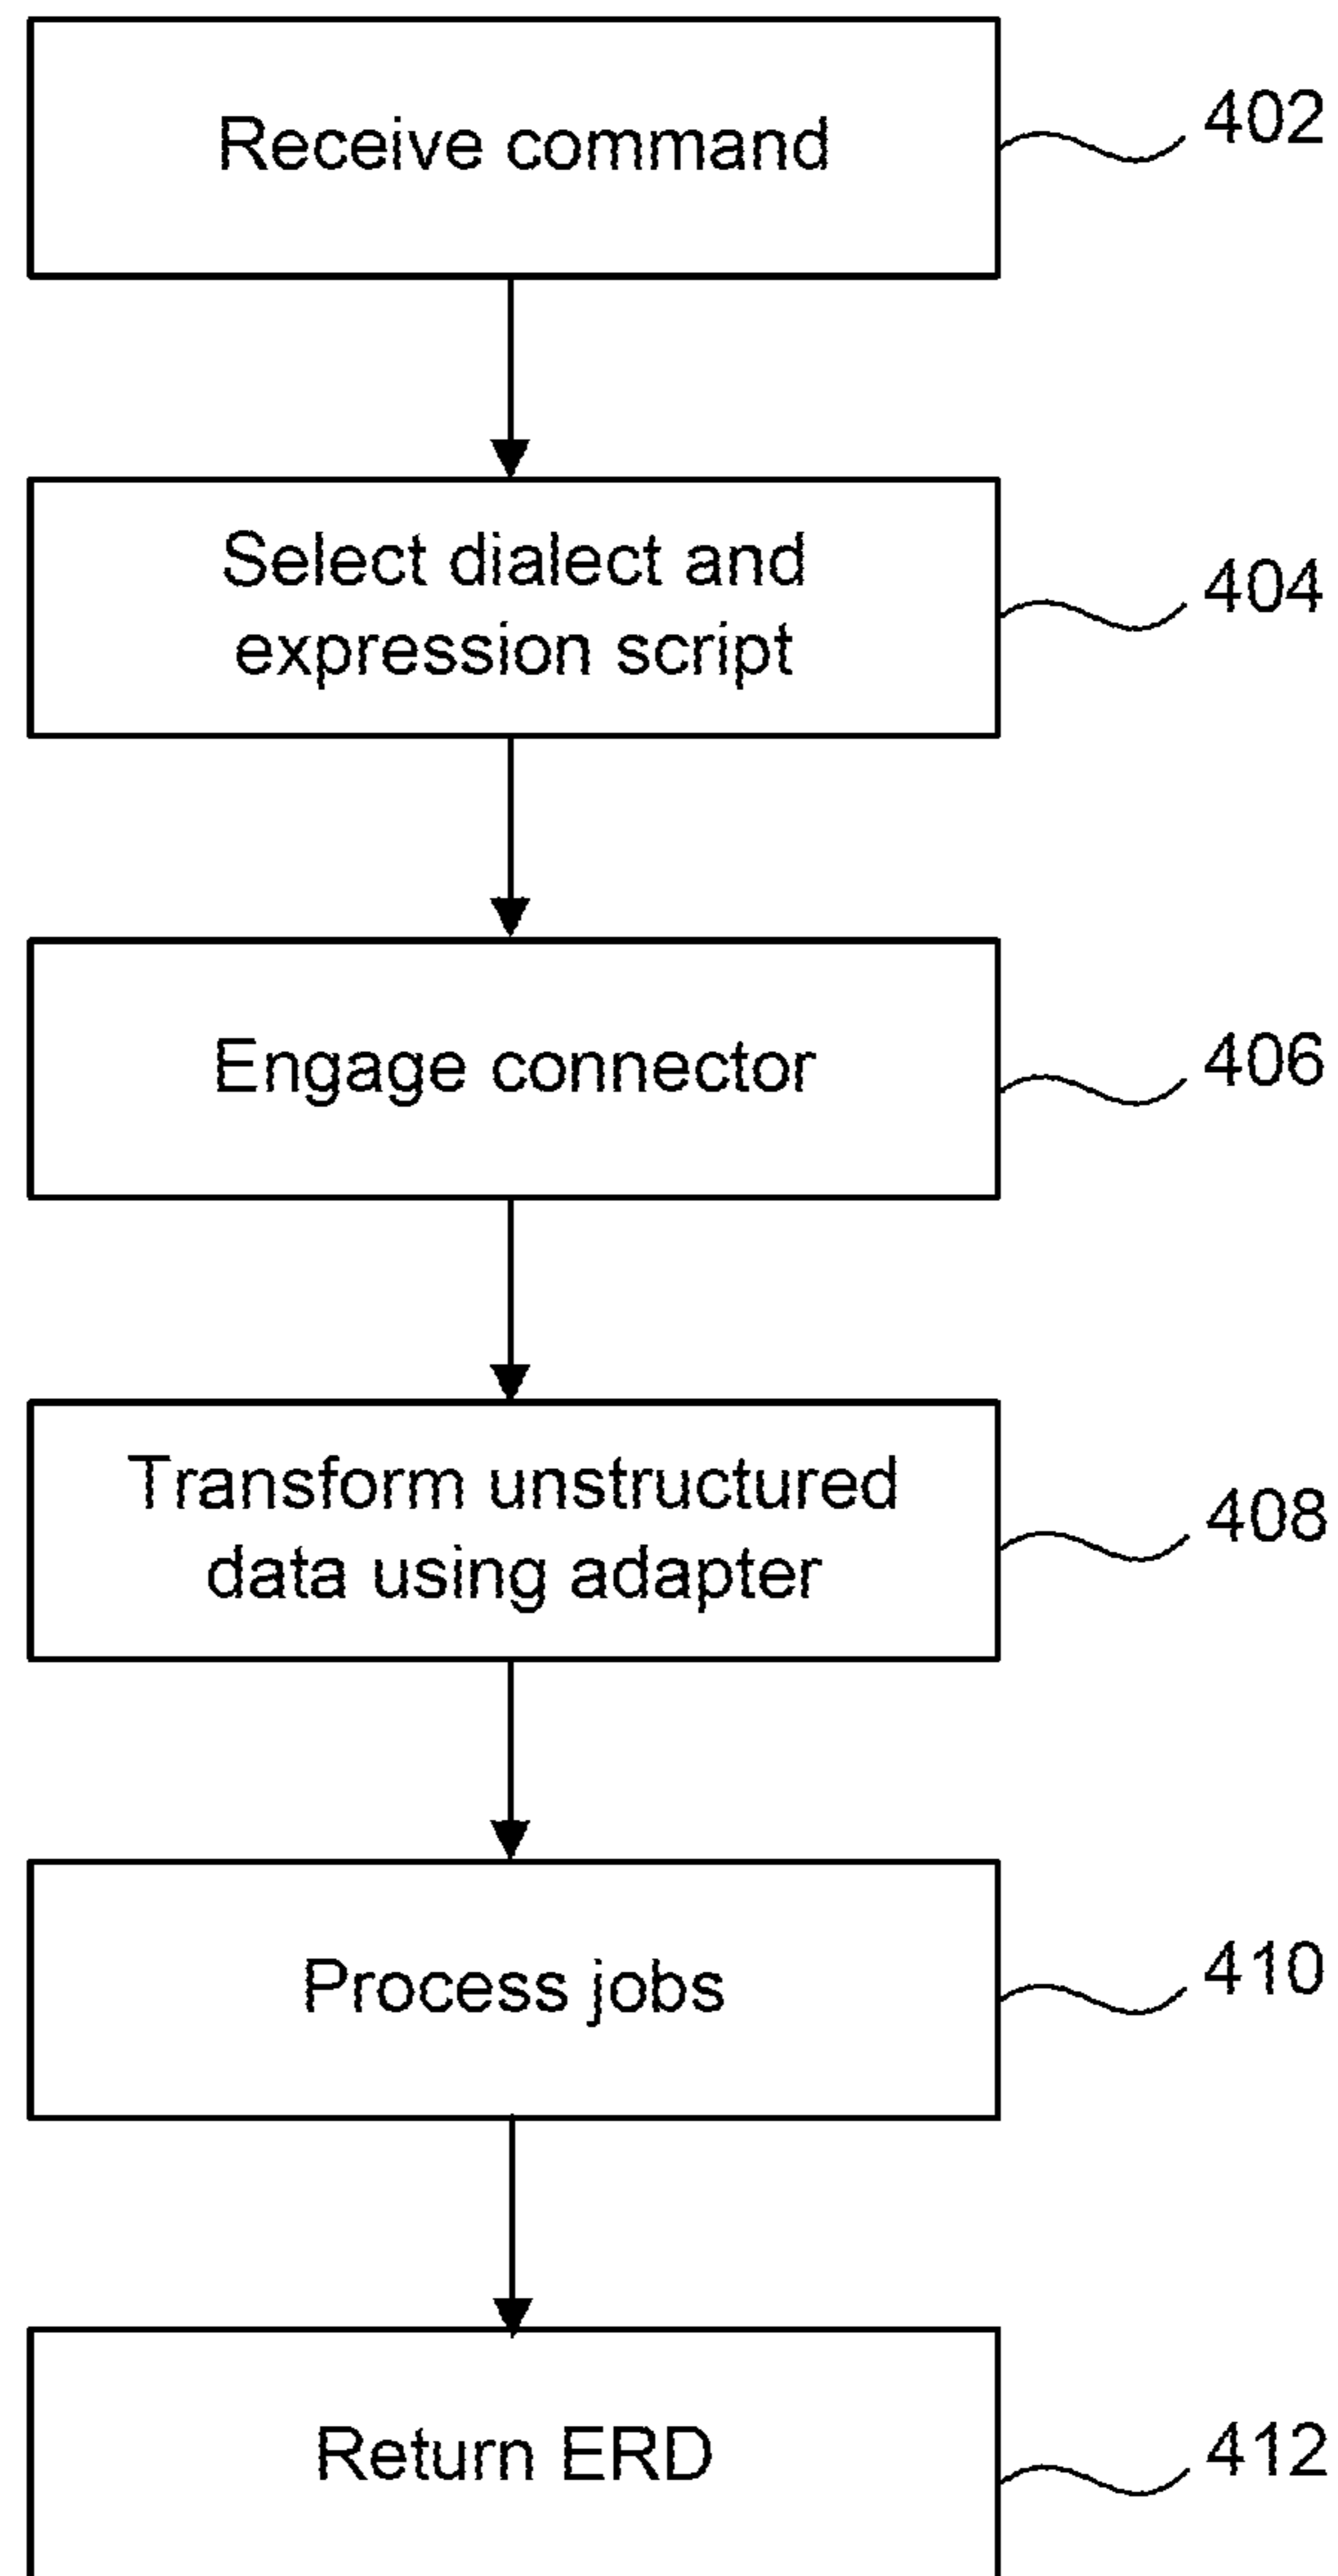 Receive command
402
Select dialect and
expression script
404
Engage connector
406
Transform unstructured
data using adapter
408
Process jobs
410
Return ERD
412